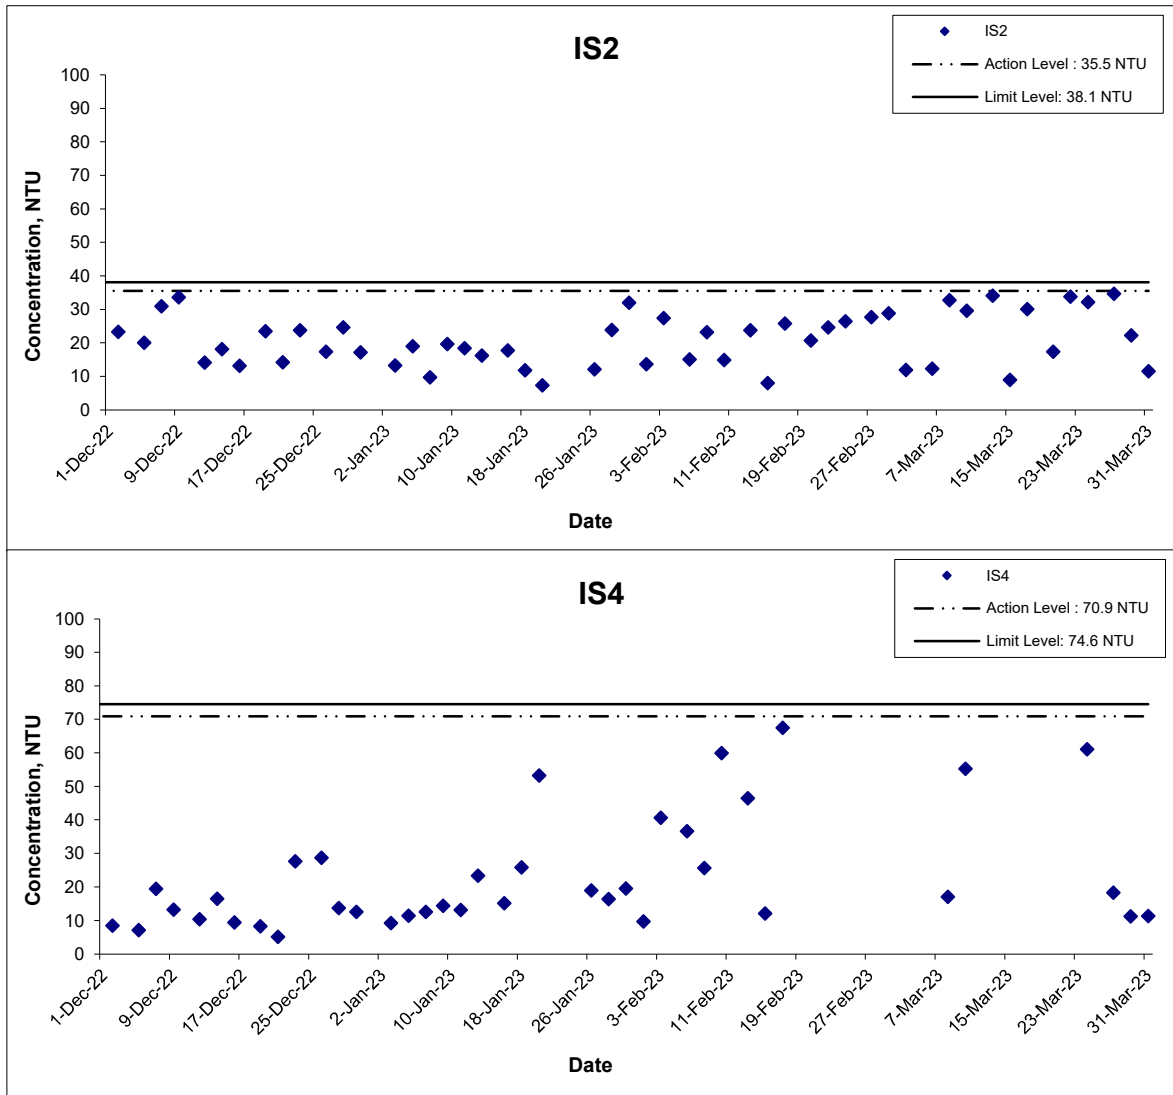 IS2
IS2
Action Level : 35.5 NTU
Limit Level: 38.1 NTU
Concentration, NTU
100
90
80
70
60
50
40
30
20
10
0
1-Dec-22
9-Dec-22
17-Dec-22
25-Dec-22
2-Jan-23
10-Jan-23
18-Jan-23
26-Jan-23
3-Feb-23
11-Feb-23
19-Feb-23
27-Feb-23
7-Mar-23
15-Mar-23
23-Mar-23
31-Mar-23
Date
IS4
IS4
Action Level : 70.9 NTU
Limit Level: 74.6 NTU
Concentration, NTU
100
90
80
70
60
50
40
30
20
10
0
1-Dec-22
9-Dec-22
17-Dec-22
25-Dec-22
2-Jan-23
10-Jan-23
18-Jan-23
26-Jan-23
3-Feb-23
11-Feb-23
19-Feb-23
27-Feb-23
7-Mar-23
15-Mar-23
23-Mar-23
31-Mar-23
Date